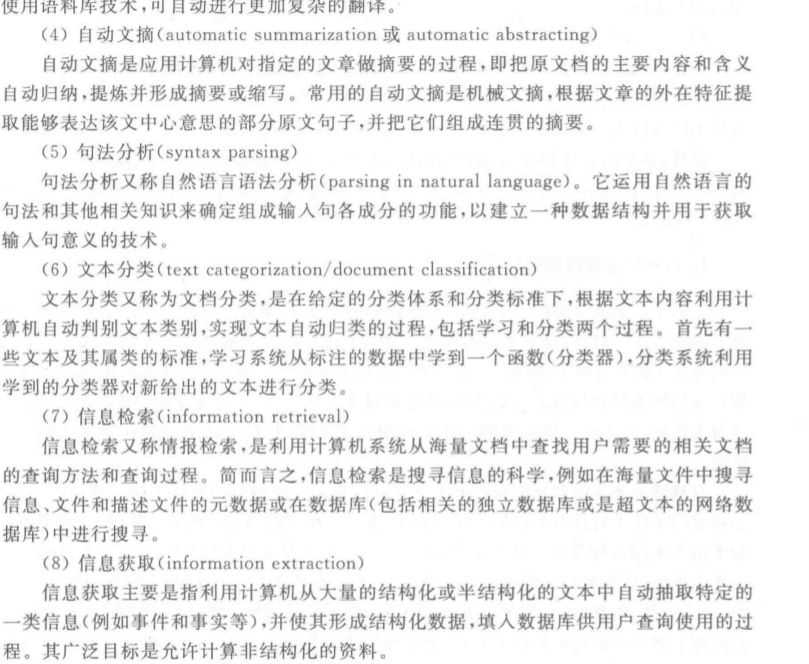 使用语料库技术,可自动进行更加复杂的翻译。
(4) 自动文摘(automatic summarization 或 automatic abstracting)
自动文摘是应用计算机对指定的文章做摘要的过程,即把原文档的主要内容和含义
自动归纳,提炼并形成摘要或缩写。常用的自动文摘是机械文摘,根据文章的外在特征提
取能够表达该文中心意思的部分原文句子,并把它们组成连贯的摘要。
(5) 句法分析(syntax parsing)
句法分析又称自然语言语法分析(parsing in natural language)。它运用自然语言的
句法和其他相关知识来确定组成输入句各成分的功能,以建立一种数据结构并用于获取
输入句意义的技术。
(6) 文本分类(text categorization/document classification)
文本分类又称为文档分类,是在给定的分类体系和分类标准下,根据文本内容利用计
算机自动判别文本类别,实现文本自动归类的过程,包括学习和分类两个过程。首先有一
些文本及其属类的标准,学习系统从标注的数据中学到一个函数(分类器),分类系统利用
学到的分类器对新给出的文本进行分类。
(7) 信息检索(information retrieval)
信息检索又称情报检索,是利用计算机系统从海量文档中查找用户需要的相关文档
的查询方法和查询过程。简而言之,信息检索是搜寻信息的科学,例如在海量文件中搜寻
信息、文件和描述文件的元数据或在数据库(包括相关的独立数据库或是超文本的网络数
据库)中进行搜寻。
(8) 信息获取(information extraction)
信息获取主要是指利用计算机从大量的结构化或半结构化的文本中自动抽取特定的
一类信息(例如事件和事实等),并使其形成结构化数据,填入数据库供用户查询使用的过
程。其广泛目标是允许计算非结构化的资料。